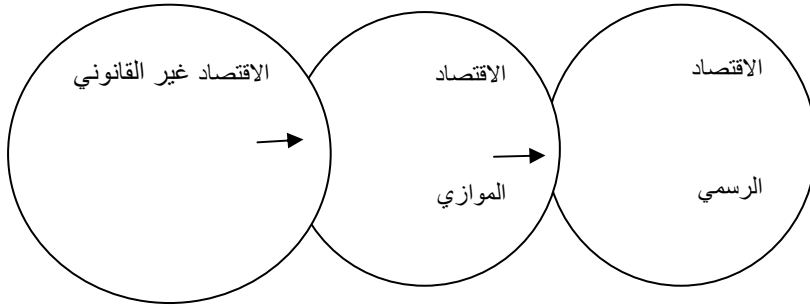 الاقتصاد
الرسمي
الاقتصاد
الموازي
الاقتصاد غير القانوني